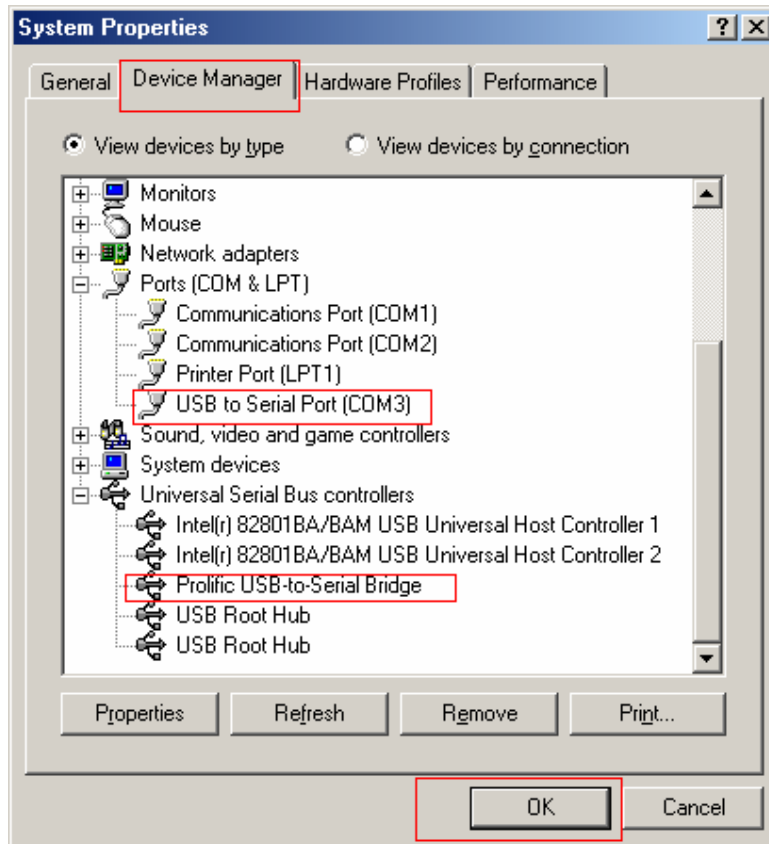 System Properties
General Device Manager Hardware Profiles Performance
View devices by type View devices by connection
Monitors
Mouse
Network adapters
Ports (COM & LPT)
Communications Port (COM1)
Communications Port (COM2)
Printer Port (LPT1)
USB to Serial Port (COM3)
Sound, video and game controllers
System devices
Universal Serial Bus controllers
Intel(r) 82801BA/BAM USB Universal Host Controller 1
Intel(r) 82801BA/BAM USB Universal Host Controller 2
Prolific USB-to-Serial Bridge
USB Root Hub
USB Root Hub
Properties Refresh Remove Print...
OK Cancel